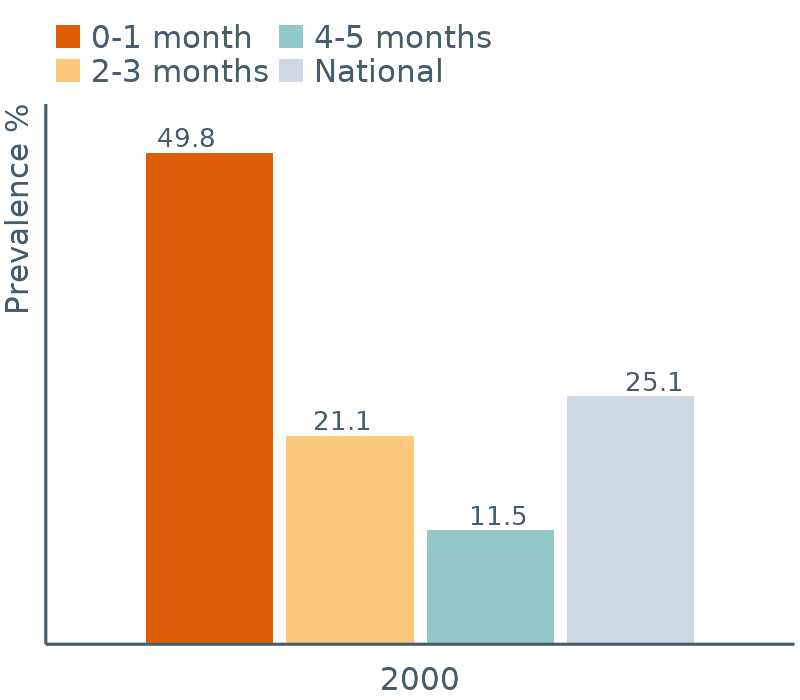 0-1 month
4-5 months
2-3 months
National
Prevalence %
49.8
21.1
11.5
25.1
2000